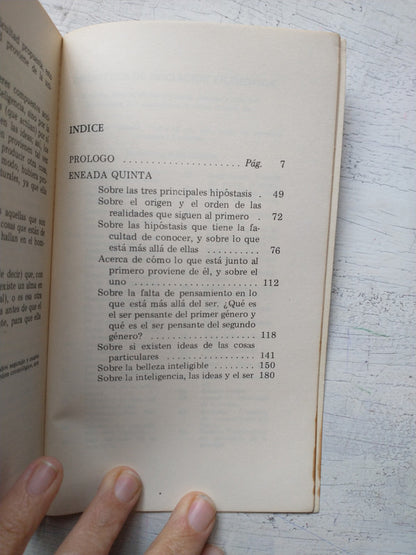 INDICE
PROLOGO . . . . . . . . . . . . . . . . . . Pág. 7
ENEADA QUINTA
Sobre las tres principales hipóstasis . 49
Sobre el origen y el orden de las
realidades que siguen al primero . . 72
Sobre las hipóstasis que tiene la
facultad de conocer, y sobre lo que
está más allá de ellas . . . . . . . . . 76
Acerca de cómo lo que está junto al
primero proviene de él, y sobre el
uno . . . . . . . . . . . . . . . . . . 112
Sobre la falta de pensamiento en lo
que está más allá del ser. ¿Qué es
el ser pensante del primer género y
qué es el ser pensante del segundo
género? . . . . . . . . . . . . . . . . 118
Sobre si existen ideas de las cosas
particulares . . . . . . . . . . . . . 141
Sobre la belleza inteligible . . . . . . 150
Sobre la inteligencia, las ideas y el ser 180